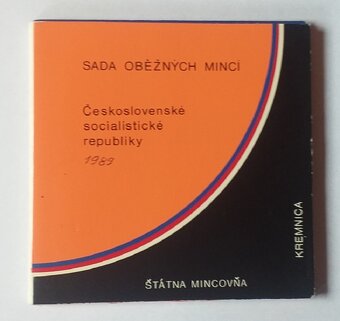 SADA OBĚŽNÝCH MINCÍ
Československé
socialistické
republiky
1989
KREMNICA
ŠTÁTNA MINCOVŇA